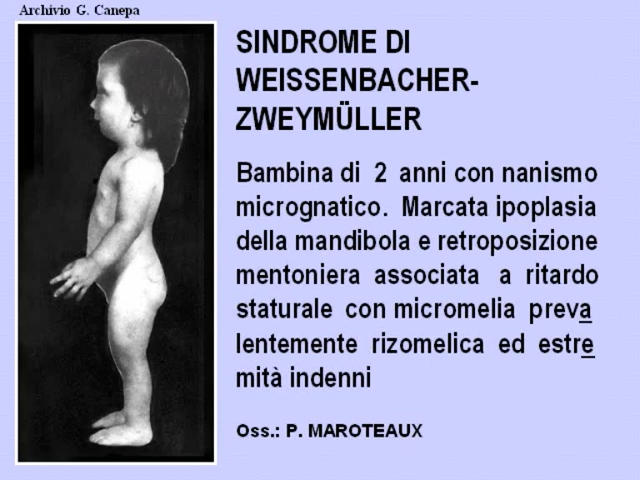 Archivio G. Canepa
SINDROME DI
WEISSENBACHER-
ZWEYMÜLLER
Bambina di 2 anni con nanismo
micrognatico. Marcata ipoplasia
della mandibola e retroposizione
mentoniera associata a ritardo
staturale con micromelia preva
lentemente rizomelica ed estre
mità indenni
Oss.: P. MAROTEAUX